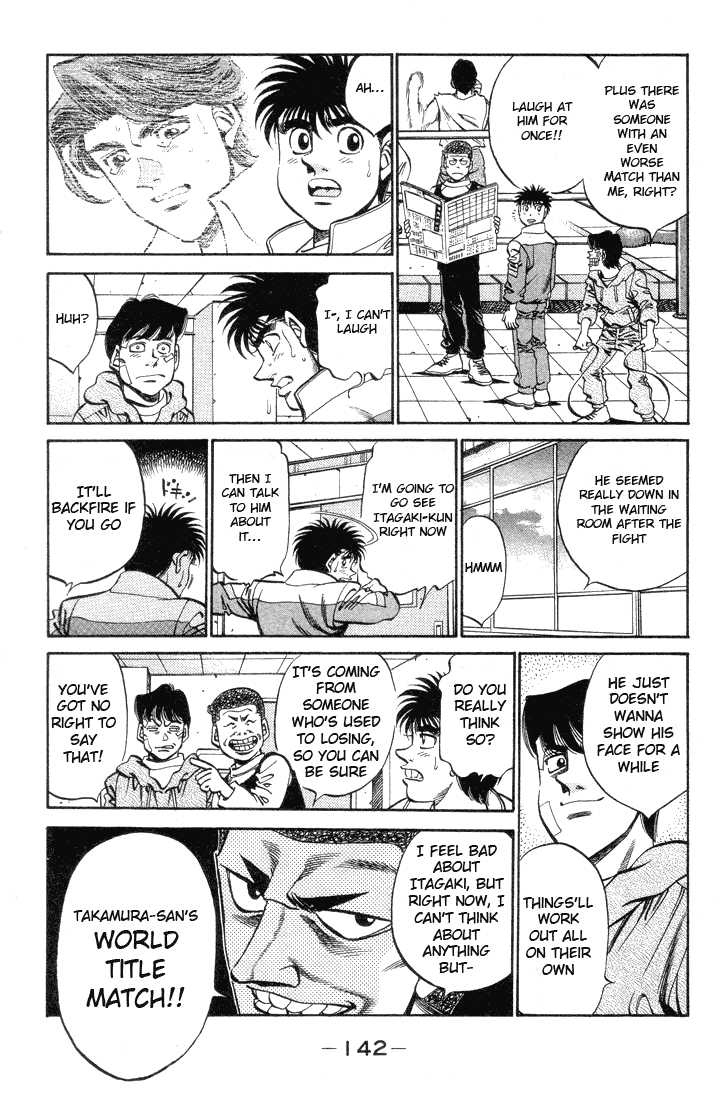 PLUS THERE
WAS
SOMEONE
WITH AN
EVEN
WORSE
MATCH THAN
ME, RIGHT?
LAUGH AT
HIM FOR
ONCE!!
AH...
I-, I CAN'T
LAUGH
HUH?
HE SEEMED
REALLY DOWN IN
THE WAITING
ROOM AFTER THE
FIGHT
HMMM
I'M GOING TO
GO SEE
ITAGAKI-KUN
RIGHT NOW
THEN I
CAN TALK
TO HIM
ABOUT
IT...
ドキッ
IT'LL
BACKFIRE IF
YOU GO
HE JUST
DOESN'T
WANNA
SHOW HIS
FACE FOR A
WHILE
THINGS'LL
WORK
OUT ALL
ON THEIR
OWN
DO YOU
REALLY
THINK
SO?
IT'S COMING
FROM
SOMEONE
WHO'S USED
TO LOSING,
SO YOU CAN
BE SURE
YOU'VE
GOT NO
RIGHT TO
SAY
THAT!
I FEEL BAD
ABOUT
ITAGAKI, BUT
RIGHT NOW, I
CAN'T THINK
ABOUT
ANYTHING
BUT-
TAKAMURA-SAN'S
WORLD
TITLE
MATCH!!
-142-